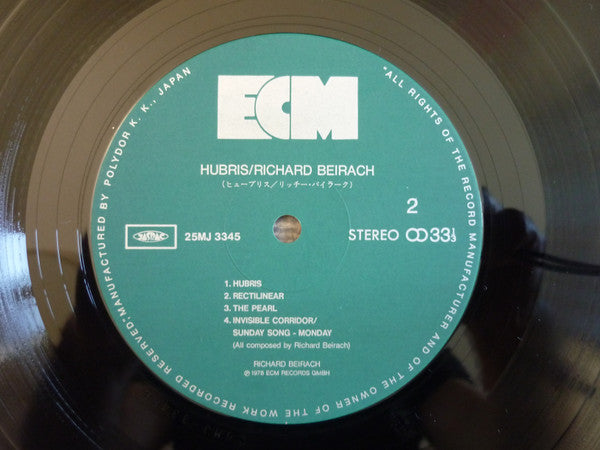 ECM
HUBRIS/RICHARD BEIRACH
(ヒューブリス/リッチー・バイラーク)
2
JASRAC
25MJ 3345
STEREO 33⅓
1. HUBRIS
2. RECTILINEAR
3. THE PEARL
4. INVISIBLE CORRIDOR/
SUNDAY SONG - MONDAY
(All composed by Richard Beirach)
RICHARD BEIRACH
℗ 1978 ECM RECORDS GMBH
"ALL RIGHTS OF THE RECORD MANUFACTURER AND OF THE OWNER OF THE WORK RECORDED RESERVED; MANUFACTURED BY POLYDOR K. K., JAPAN